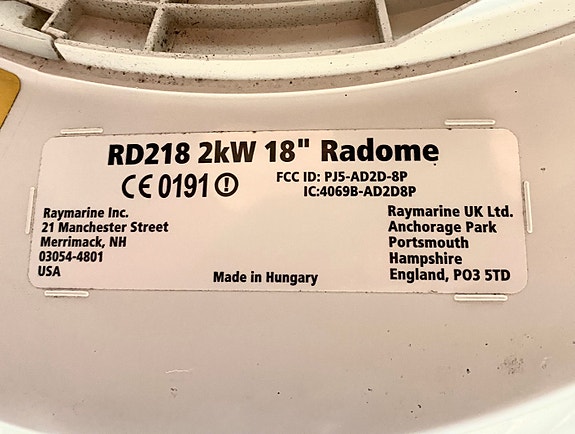 RD218 2kW 18" Radome
CE 0191
FCC ID: PJ5-AD2D-8P
IC:4069B-AD2D8P
Raymarine Inc.
21 Manchester Street
Merrimack, NH
03054-4801
USA
Made in Hungary
Raymarine UK Ltd.
Anchorage Park
Portsmouth
Hampshire
England, PO3 5TD